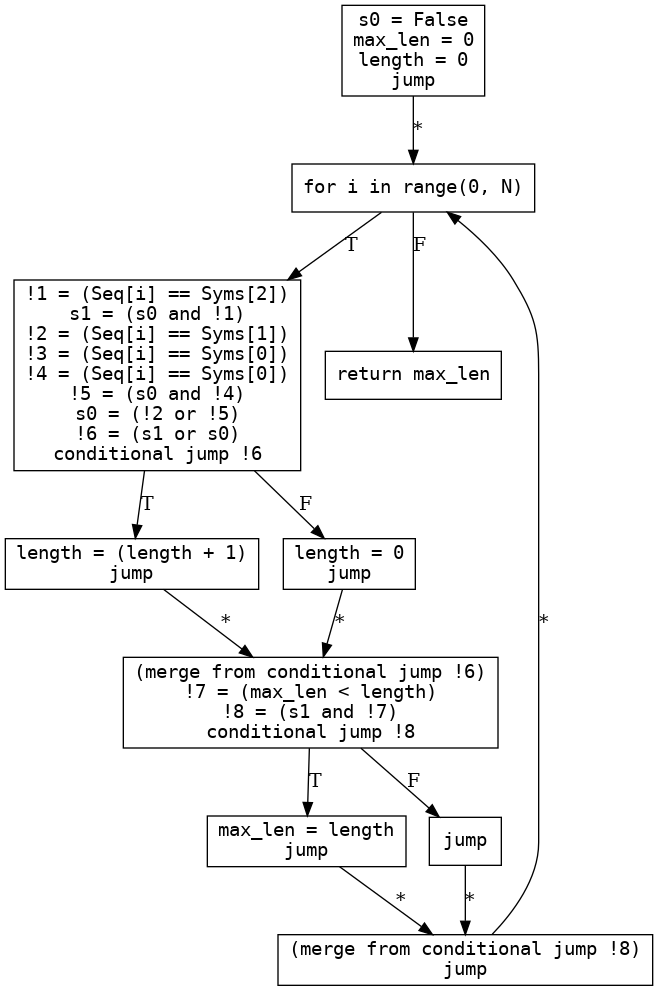 s0 = False
max_len = 0
length = 0
jump
*
for i in range(0, N)
T
F
!1 = (Seq[i] == Syms[2])
s1 = (s0 and !1)
!2 = (Seq[i] == Syms[1])
!3 = (Seq[i] == Syms[0])
!4 = (Seq[i] == Syms[0])
!5 = (s0 and !4)
s0 = (!2 or !5)
!6 = (s1 or s0)
conditional jump !6
return max_len
T
F
length = (length + 1)
jump
length = 0
jump
*
*
*
(merge from conditional jump !6)
!7 = (max_len < length)
!8 = (s1 and !7)
conditional jump !8
T
F
max_len = length
jump
jump
*
*
(merge from conditional jump !8)
jump